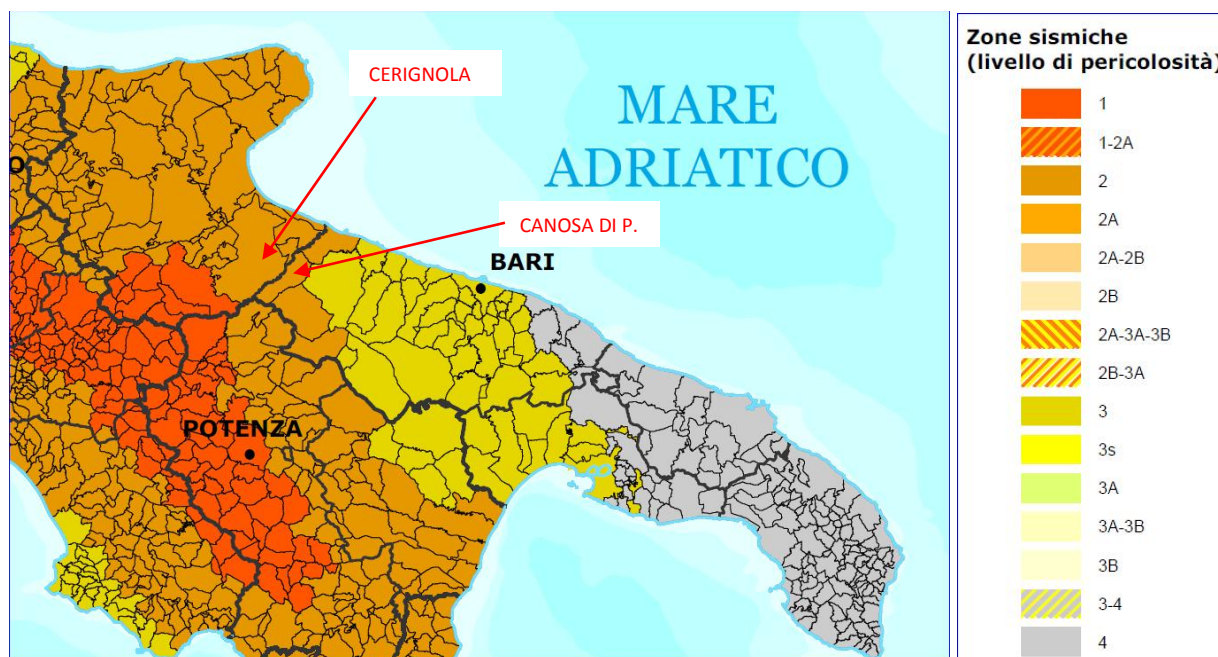 CERIGNOLA
MARE
ADRIATICO
CANOSA DI P.
BARI
O
POTENZA
Zone sismiche
(livello di pericolosità)
1
1-2A
2
2A
2A-2B
2B
2A-3A-3B
2B-3A
3
3s
3A
3A-3B
3B
3-4
4